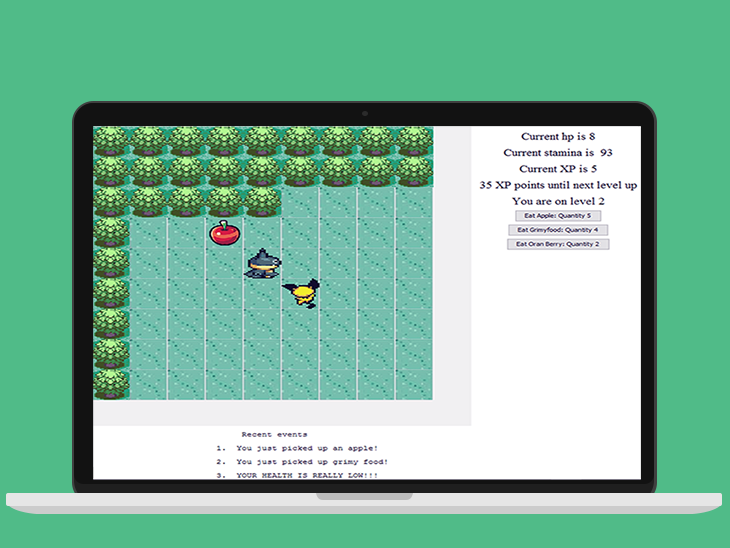 Current hp is 8
Current stamina is 93
Current XP is 5
35 XP points until next level up
You are on level 2
Eat Apple: Quantity 5
Eat Grimyfood: Quantity 4
Eat Oran Berry: Quantity 2
Recent events
1. You just picked up an apple!
2. You just picked up grimy food!
3. YOUR HEALTH IS REALLY LOW!!!